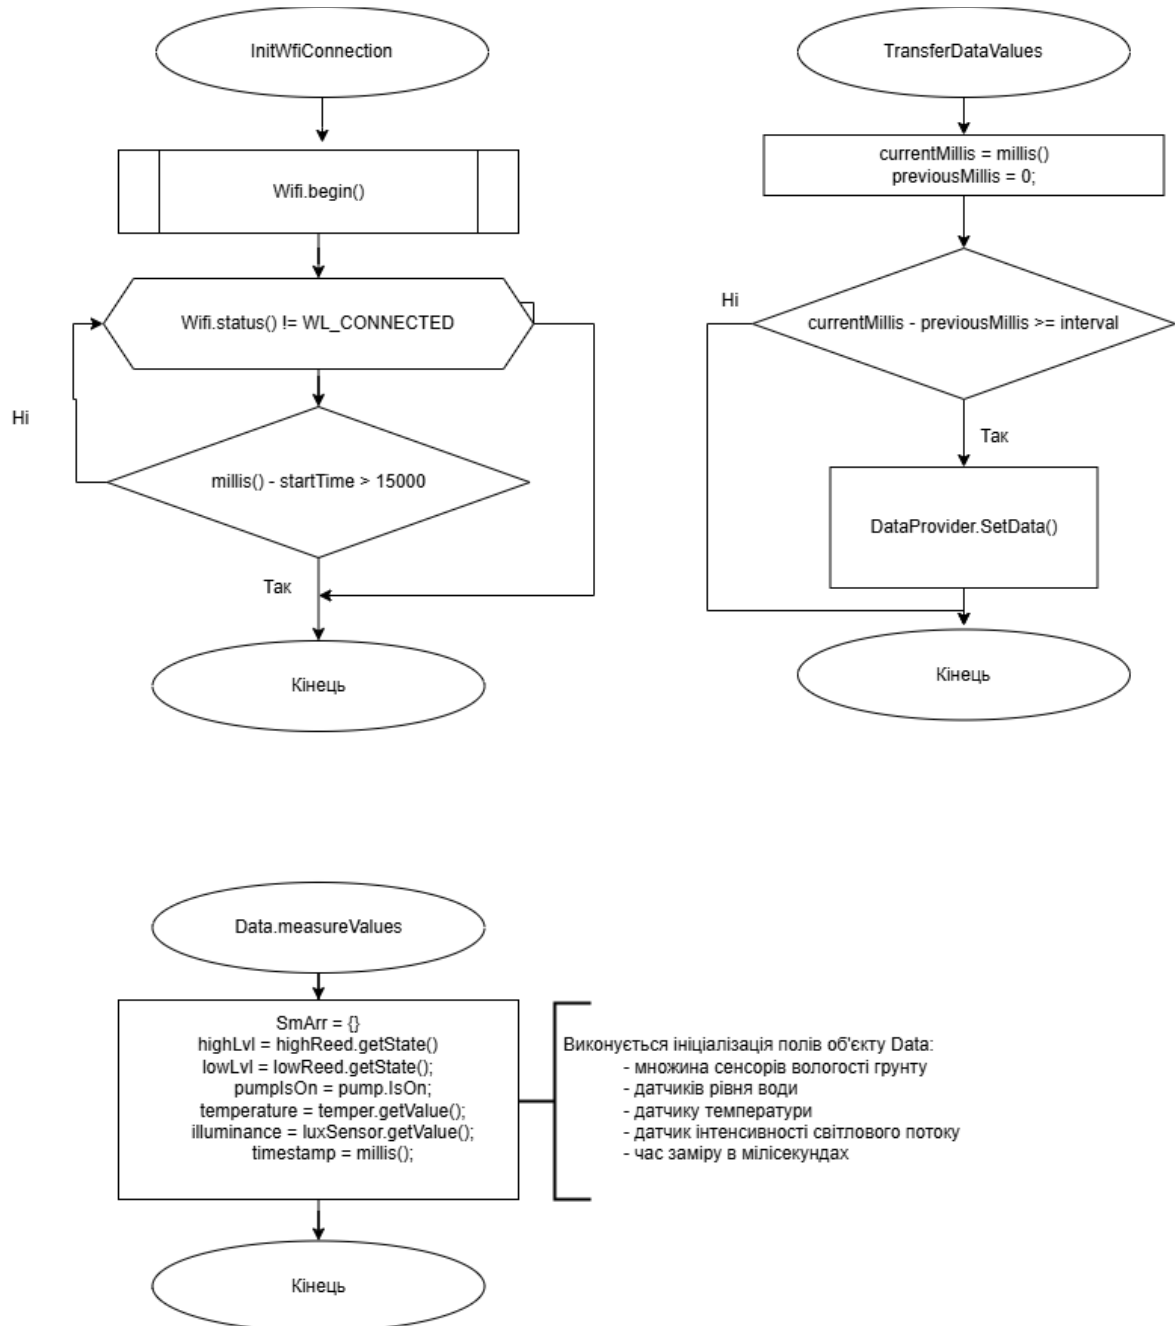 InitWfiConnection
Wifi.begin()
Wifi.status() != WL_CONNECTED
Ні
millis() - startTime > 15000
Так
Кінець
TransferDataValues
currentMillis = millis()
previousMillis = 0;
Ні
currentMillis - previousMillis >= interval
Так
DataProvider.SetData()
Кінець
Data.measureValues
SmArr = {}
highLvl = highReed.getState()
lowLvl = lowReed.getState();
pumpIsOn = pump.IsOn;
temperature = temper.getValue();
illuminance = luxSensor.getValue();
timestamp = millis();
Виконується ініціалізація полів об'єкту Data:
- множина сенсорів вологості грунту
- датчиків рівня води
- датчику температури
- датчик інтенсивності світлового потоку
- час заміру в мілісекундах
Кінець